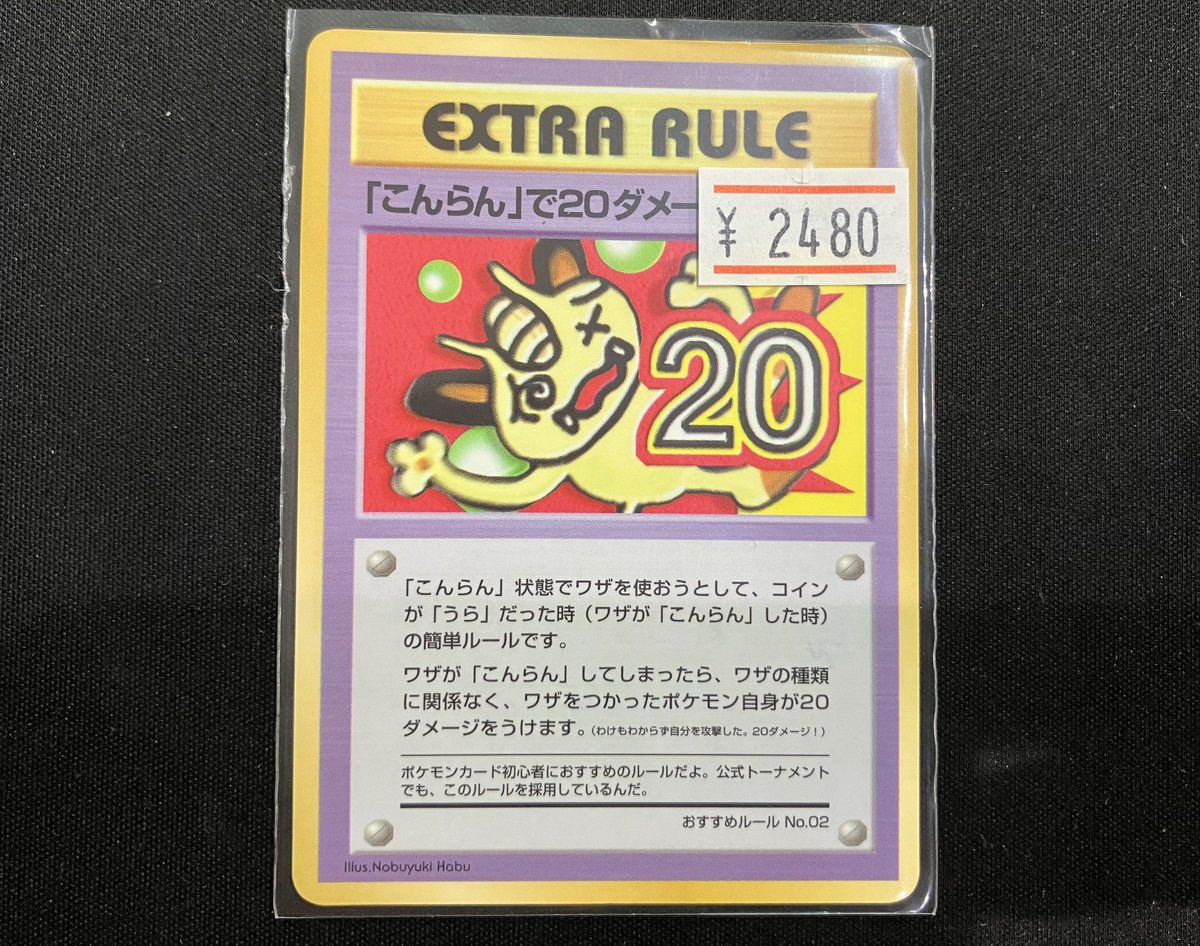 EXTRA RULE
「こんらん」で20ダメー
¥ 2480
20
「こんらん」状態でワザを使おうとして、コイン
が「うら」だった時（ワザが「こんらん」した時）
の簡単ルールです。
ワザが「こんらん」してしまったら、ワザの種類
に関係なく、ワザをつかったポケモン自身が20
ダメージをうけます。（わけもわからず自分を攻撃した。20ダメージ！）
ポケモンカード初心者におすすめのルールだよ。公式トーナメント
でも、このルールを採用しているんだ。
おすすめルール No.02
Illus.Nobuyuki Habu